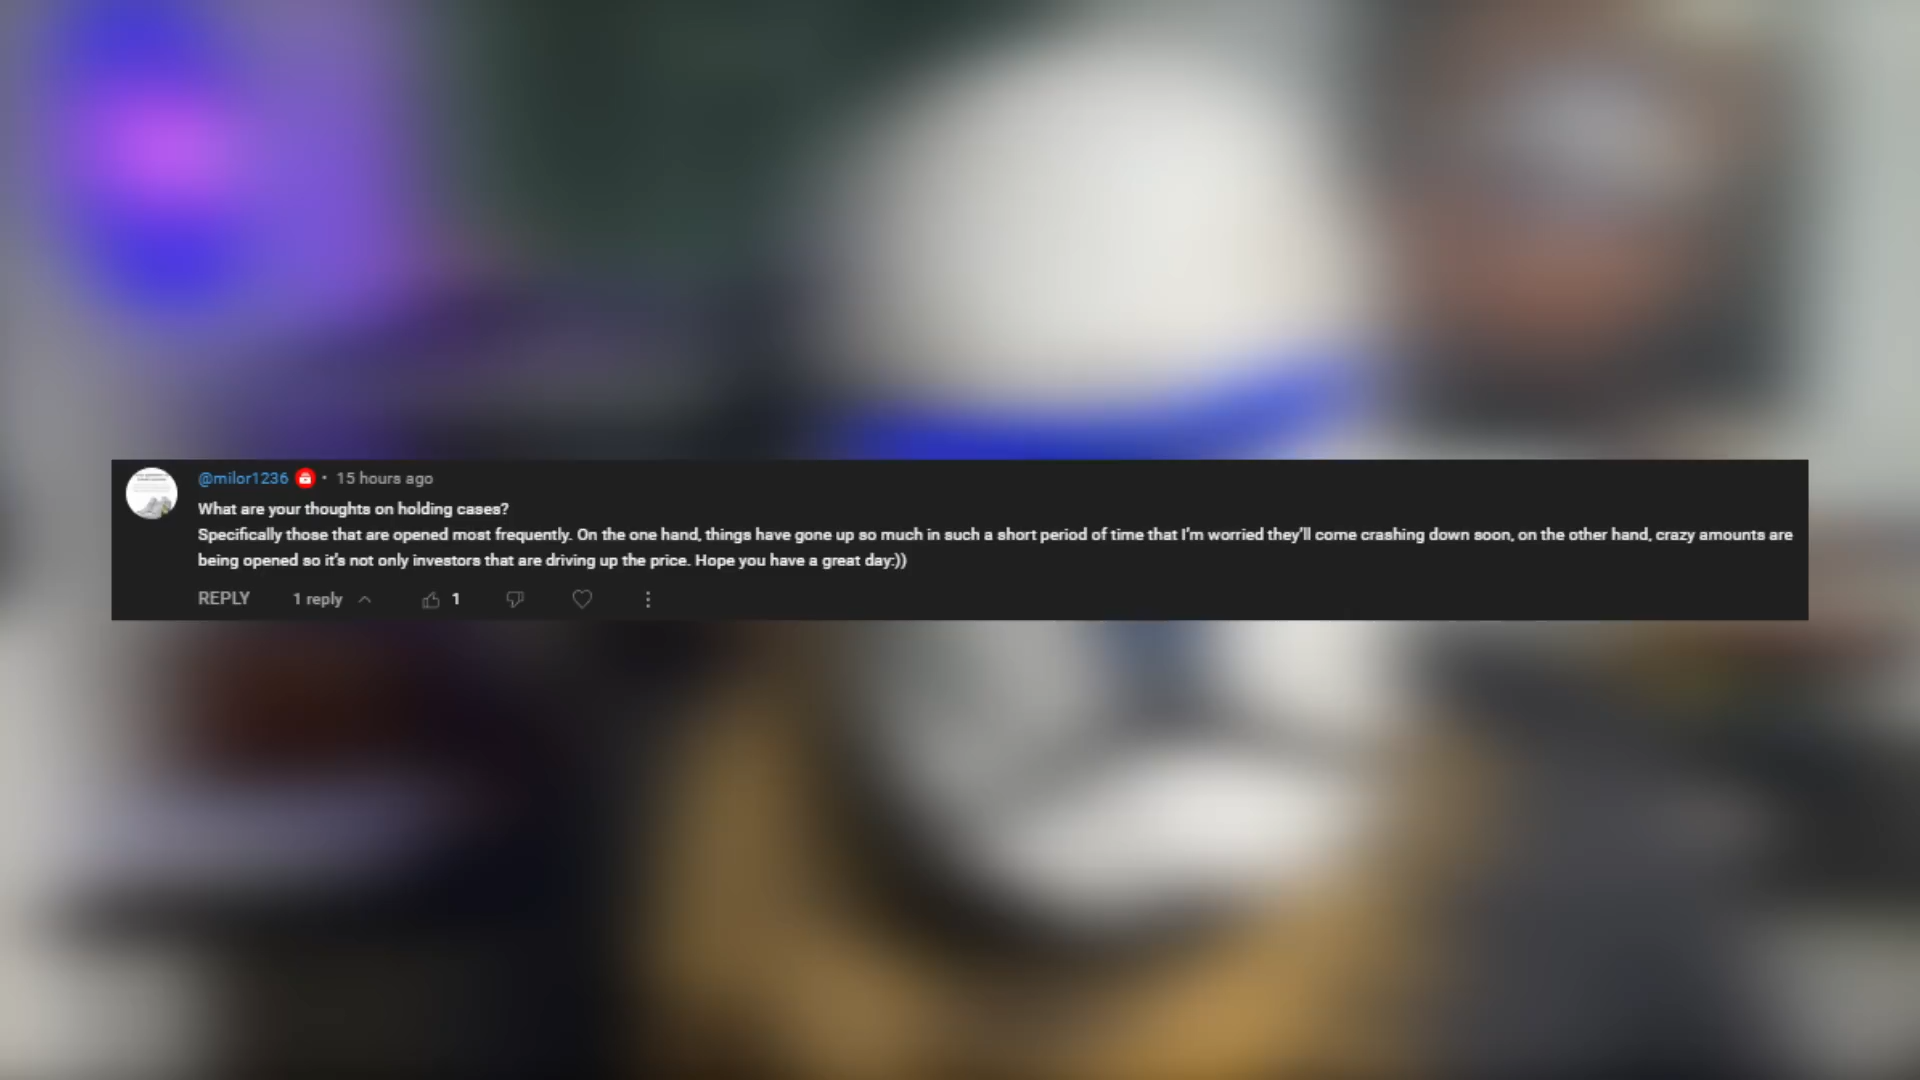 @milor1236 • 15 hours ago
What are your thoughts on holding cases?
Specifically those that are opened most frequently. On the one hand, things have gone up so much in such a short period of time that I'm worried they'll come crashing down soon, on the other hand, crazy amounts are
being opened so it's not only investors that are driving up the price. Hope you have a great day:))
REPLY 1 reply 1